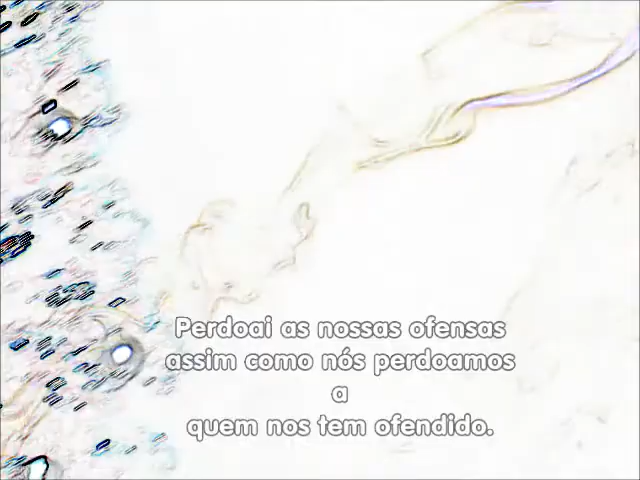 Perdoai as nossas ofensas
assim como nós perdoamos
a
quem nos tem ofendido.